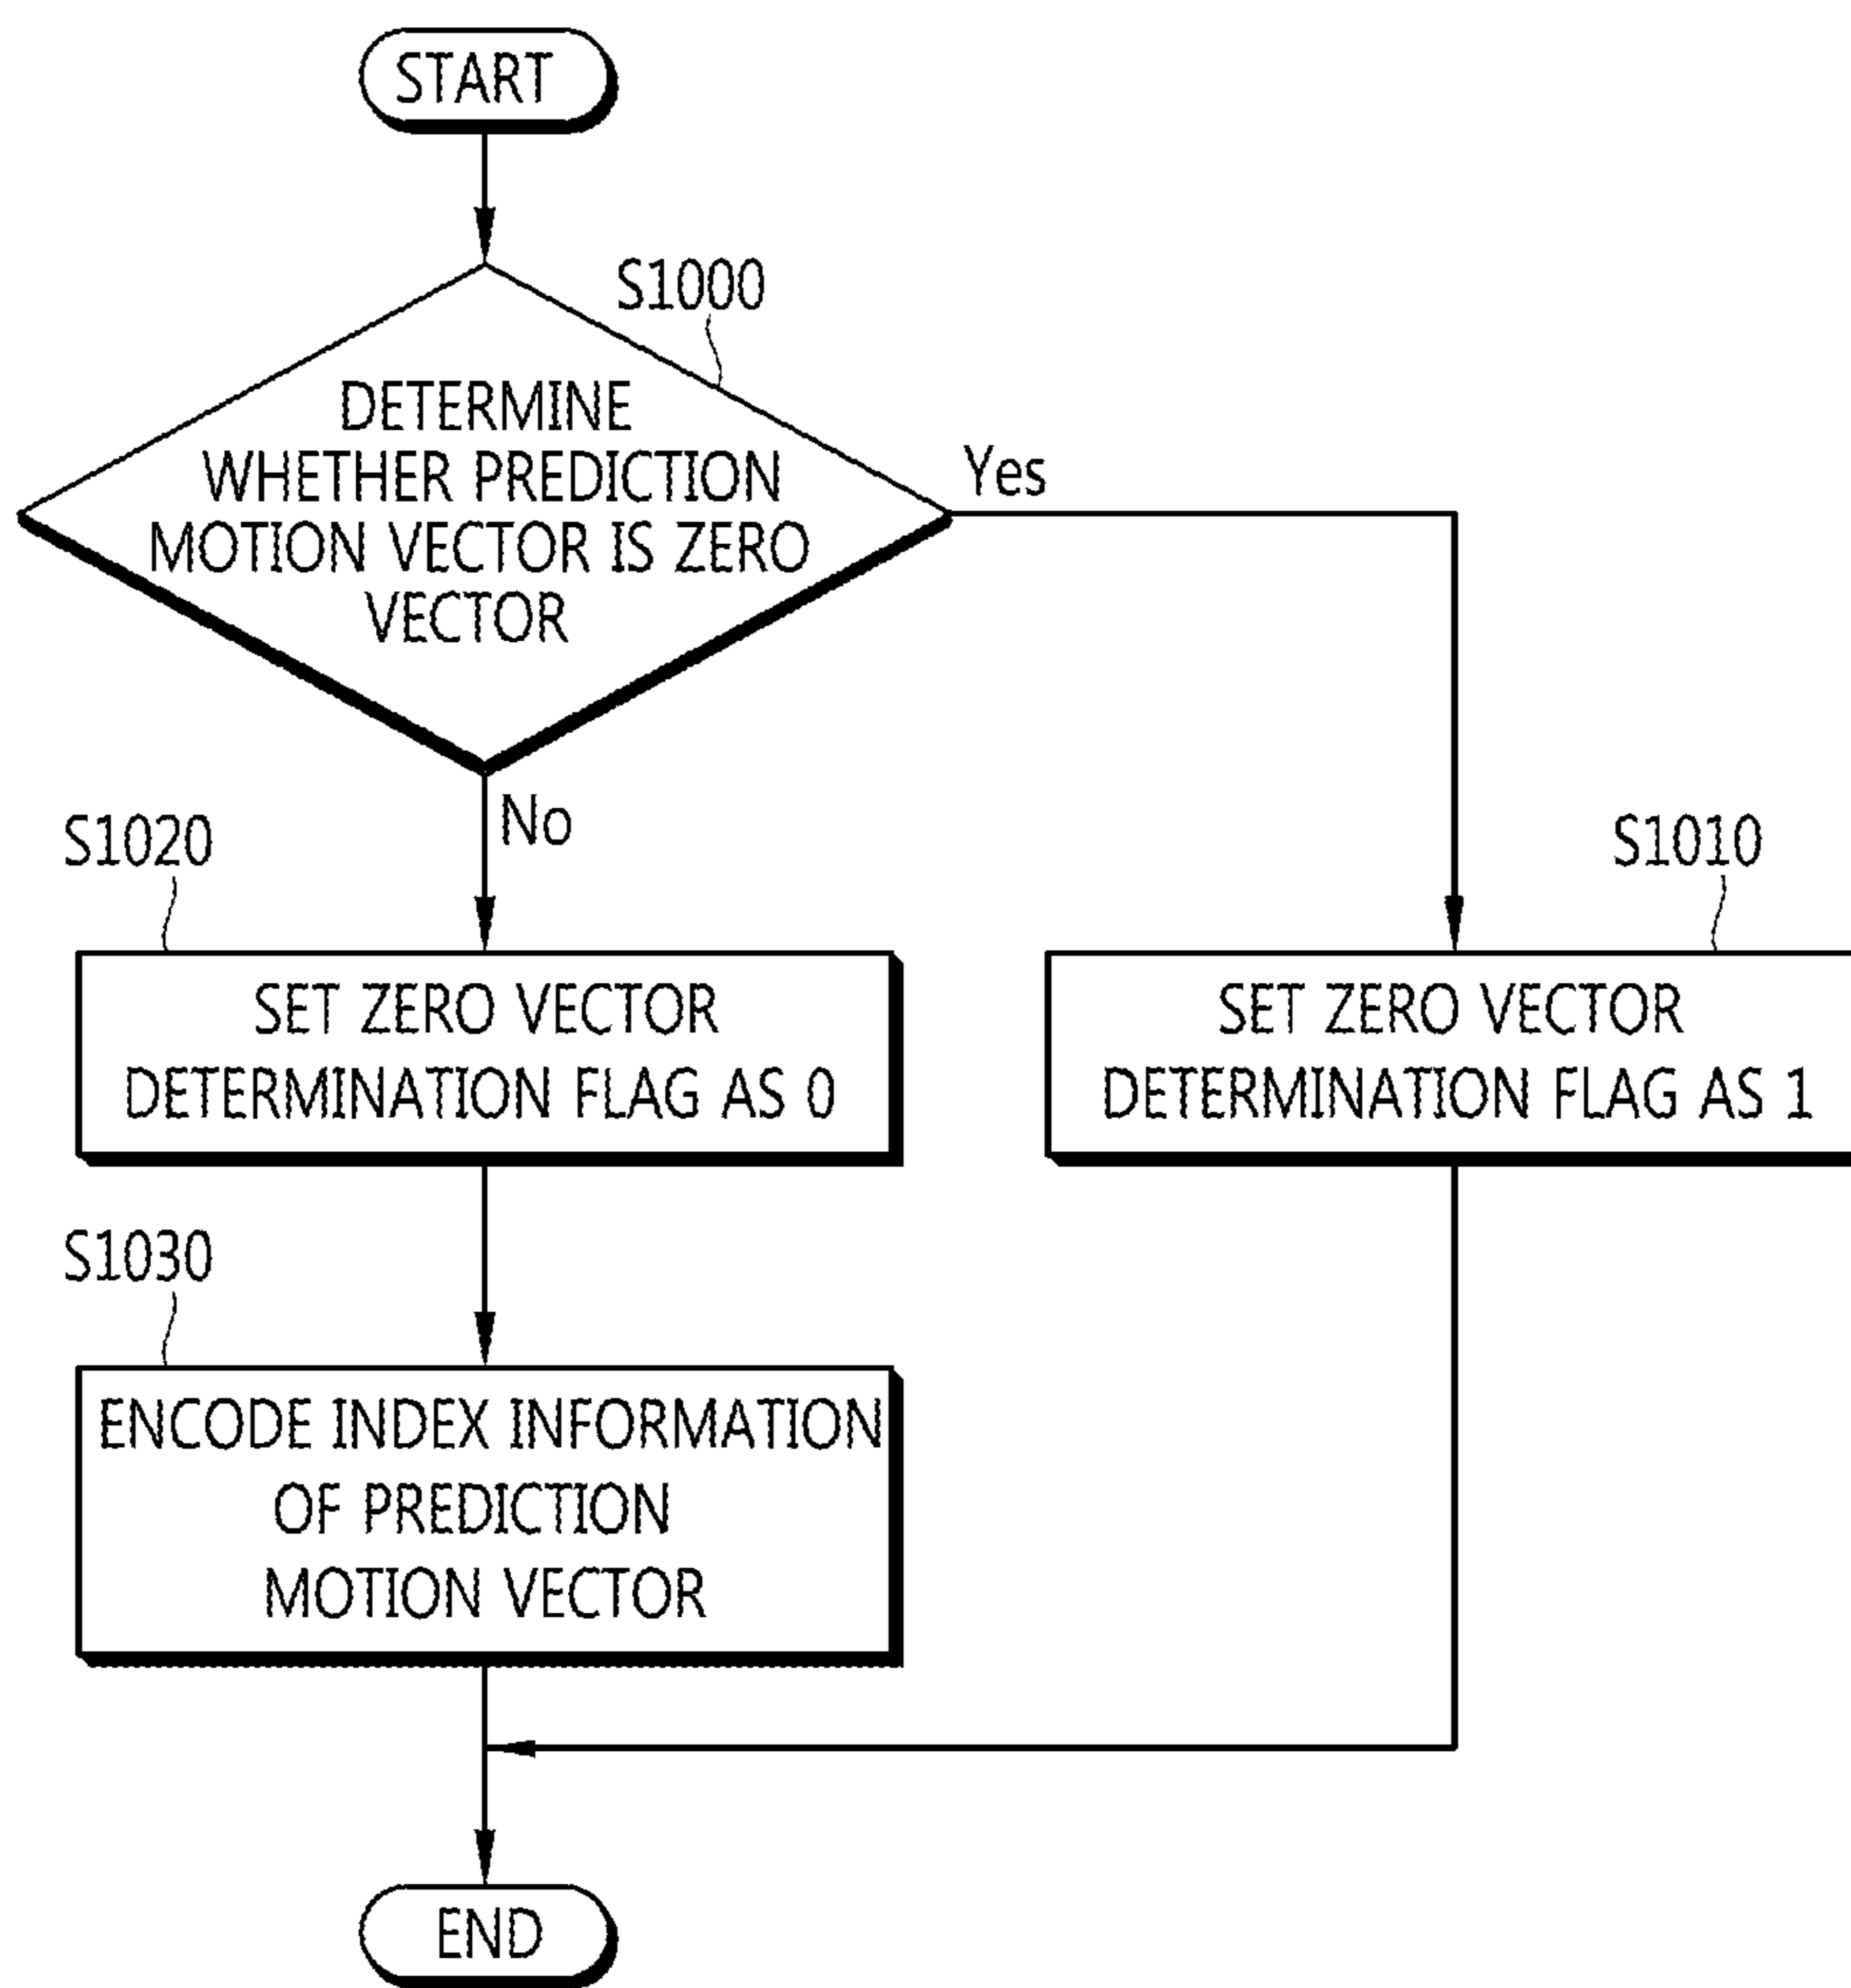 START
S1000
DETERMINE
WHETHER PREDICTION
MOTION VECTOR IS ZERO
VECTOR
Yes
No
S1020
SET ZERO VECTOR
DETERMINATION FLAG AS 0
S1010
SET ZERO VECTOR
DETERMINATION FLAG AS 1
S1030
ENCODE INDEX INFORMATION
OF PREDICTION
MOTION VECTOR
END